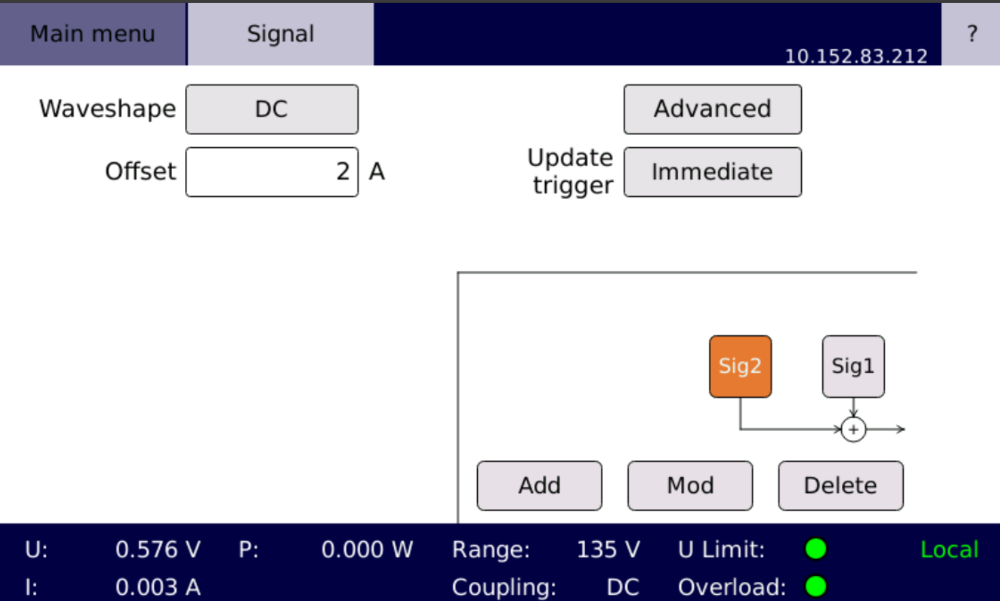 Main menu Signal ?
10.152.83.212
Waveshape DC Advanced
Offset 2 A Update trigger Immediate
Sig2 Sig1
+
Add Mod Delete
U: 0.576 V P: 0.000 W Range: 135 V U Limit: Local
I: 0.003 A Coupling: DC Overload: